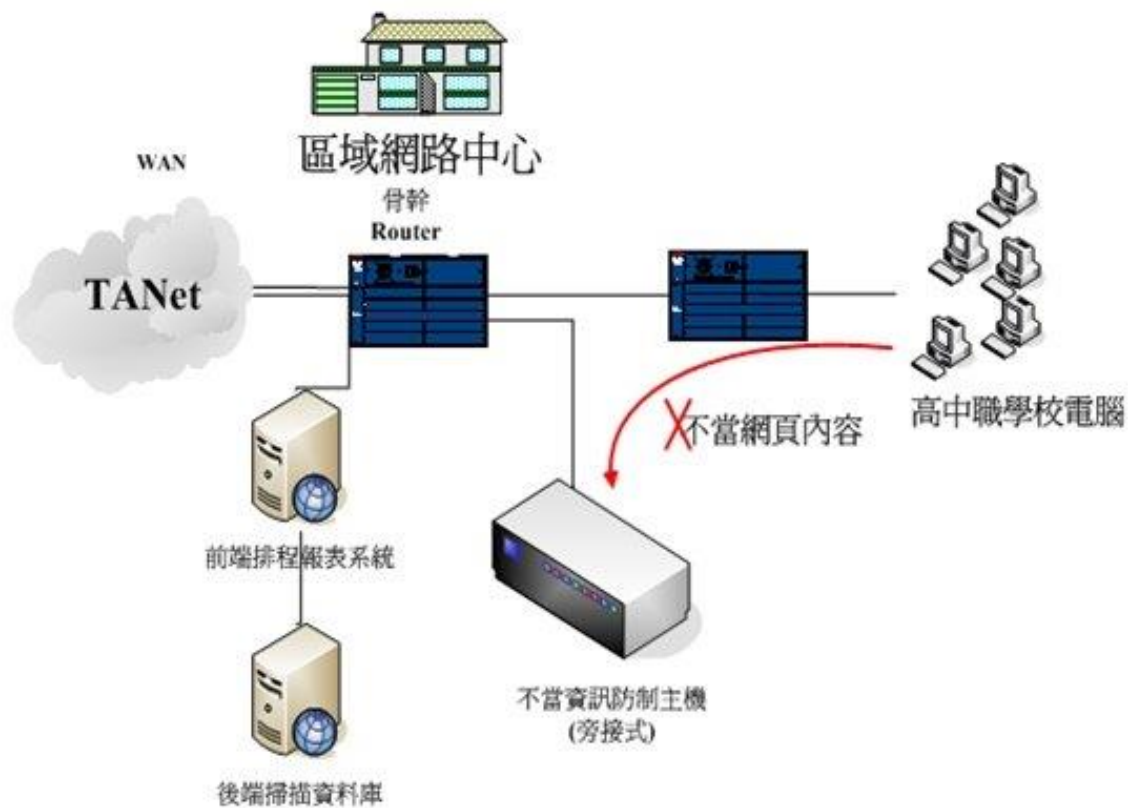 區域網路中心
WAN
骨幹
Router
TANet
不當網頁內容
高中職學校電腦
前端排程報表系統
不當資訊防制主機
(旁接式)
後端掃描資料庫